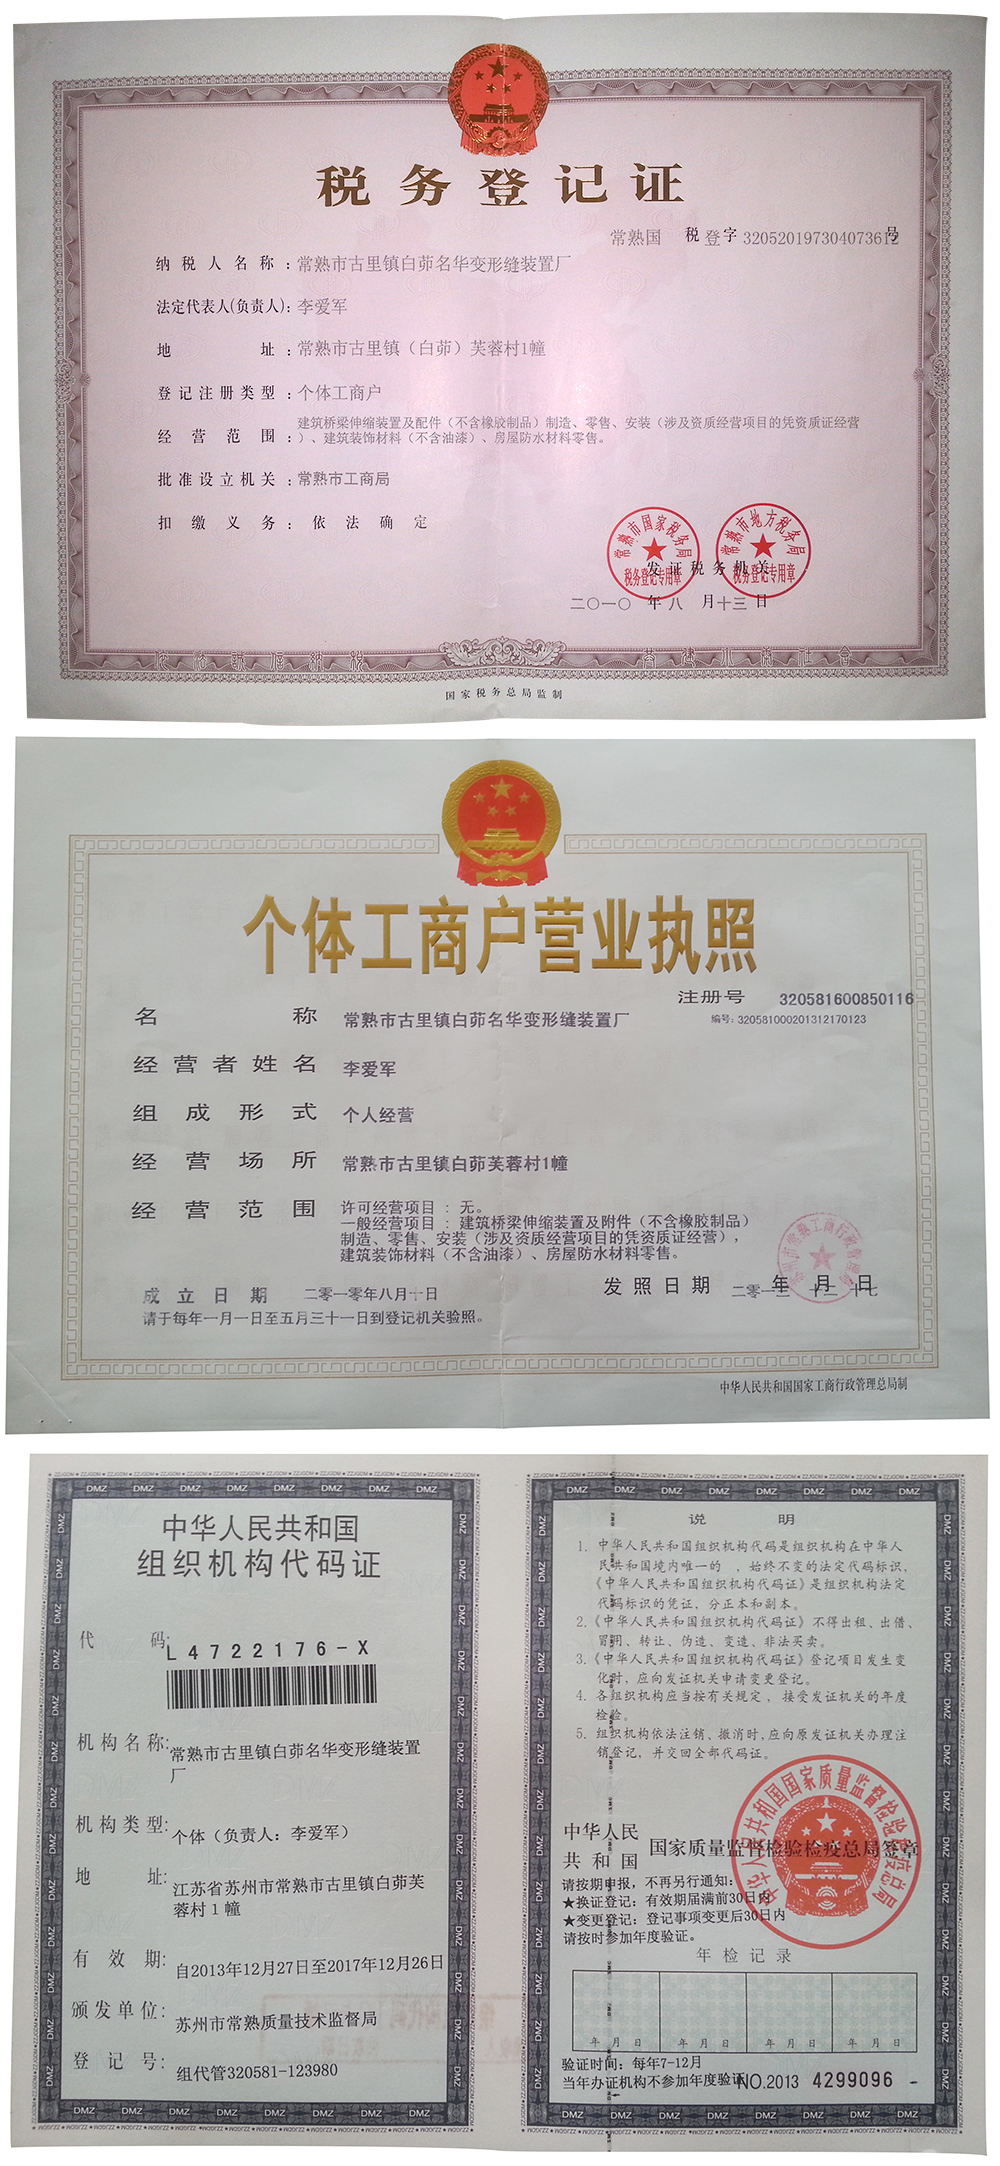 税务登记证
常熟国 税登字 320520197304073612 号
纳税人名称：常熟市古里镇白茆名华变形缝装置厂
法定代表人(负责人)：李爱军
地址：常熟市古里镇（白茆）芙蓉村1幢
登记注册类型：个体工商户
经营范围：建筑桥梁伸缩装置及配件（不含橡胶制品）制造、零售、安装（涉及资质经营项目的凭资质证经营
）、建筑装饰材料（不含油漆）、房屋防水材料零售。
批准设立机关：常熟市工商局
扣缴义务：依法确定
常熟市国家税务局
税务登记专用章
常熟市地方税务局
税务登记专用章
发证税务机关
二〇一〇 年 八 月 十三 日
国家税务总局监制
个体工商户营业执照
注册号 320581600850116
编号: 320581000201312170123
名称 常熟市古里镇白茆名华变形缝装置厂
经营者姓名 李爱军
组成形式 个人经营
经营场所 常熟市古里镇白茆芙蓉村1幢
经营范围 许可经营项目：无。
一般经营项目：建筑桥梁伸缩装置及附件（不含橡胶制品）
制造、零售、安装（涉及资质经营项目的凭资质证经营），
建筑装饰材料（不含油漆）、房屋防水材料零售。
成立日期 二零一零年八月十日
发照日期 二零一三 年 十二 月 十七 日
请于每年一月一日至五月三十一日到登记机关验照。
中华人民共和国国家工商行政管理总局制
中华人民共和国
组织机构代码证
代码: L4722176-X
机构名称: 常熟市古里镇白茆名华变形缝装置
厂
机构类型: 个体（负责人：李爱军）
地址: 江苏省苏州市常熟市古里镇白茆芙
蓉村1幢
有效期: 自2013年12月27日至2017年12月26日
颁发单位: 苏州市常熟质量技术监督局
登记号: 组代管320581-123980
说明
1. 中华人民共和国组织机构代码是组织机构在中华人
民共和国境内唯一的，始终不变的法定代码标识，
《中华人民共和国组织机构代码证》是组织机构法定
代码标识的凭证，分正本和副本。
2.《中华人民共和国组织机构代码证》不得出租、出借、
冒用、转让、伪造、变造、非法买卖。
3.《中华人民共和国组织机构代码证》登记项目发生变
化时，应向发证机关申请变更登记。
4. 各组织机构应当按有关规定，接受发证机关的年度
检验。
5. 组织机构依法注销、撤消时，应向原发证机关办理注
销登记，并交回全部代码证。
中华人民
共和国 国家质量监督检验检疫总局签章
中华人民共和国国家质量监督检验检疫总局
请按期申报，不再另行通知：
★换证登记：有效期届满前30日内
★变更登记：登记事项变更后30日内
请按时参加年度验证。
年检记录
年 月 日 年 月 日 年 月 日 年 月 日
验证时间：每年7-12月
当年办证机构不参加年度验证
NO.2013 4299096